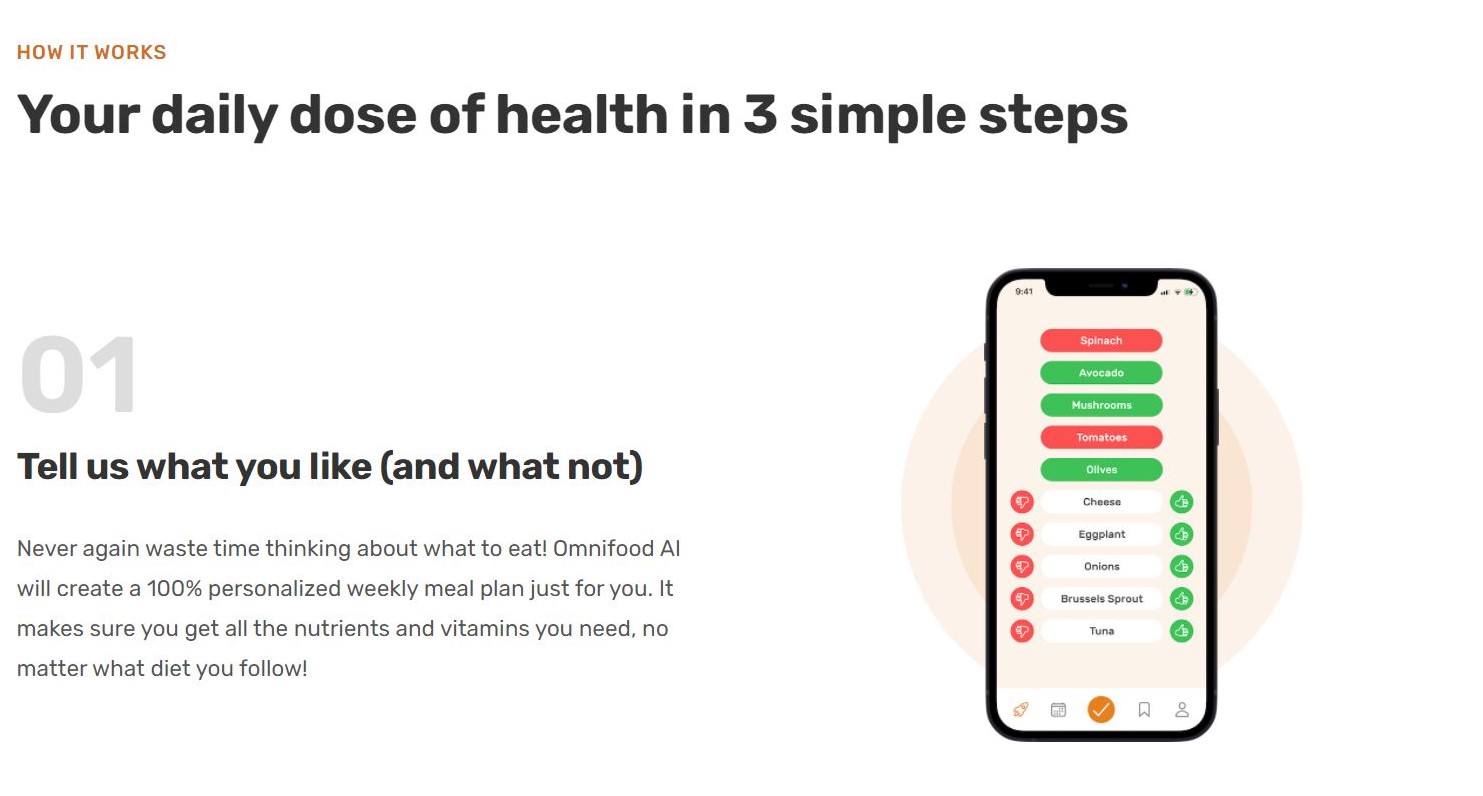 HOW IT WORKS
Your daily dose of health in 3 simple steps
01
Tell us what you like (and what not)
Never again waste time thinking about what to eat! Omnifood AI
will create a 100% personalized weekly meal plan just for you. It
makes sure you get all the nutrients and vitamins you need, no
matter what diet you follow!
9:41
Spinach
Avocado
Mushrooms
Tomatoes
Olives
Cheese
Eggplant
Onions
Brussels Sprout
Tuna